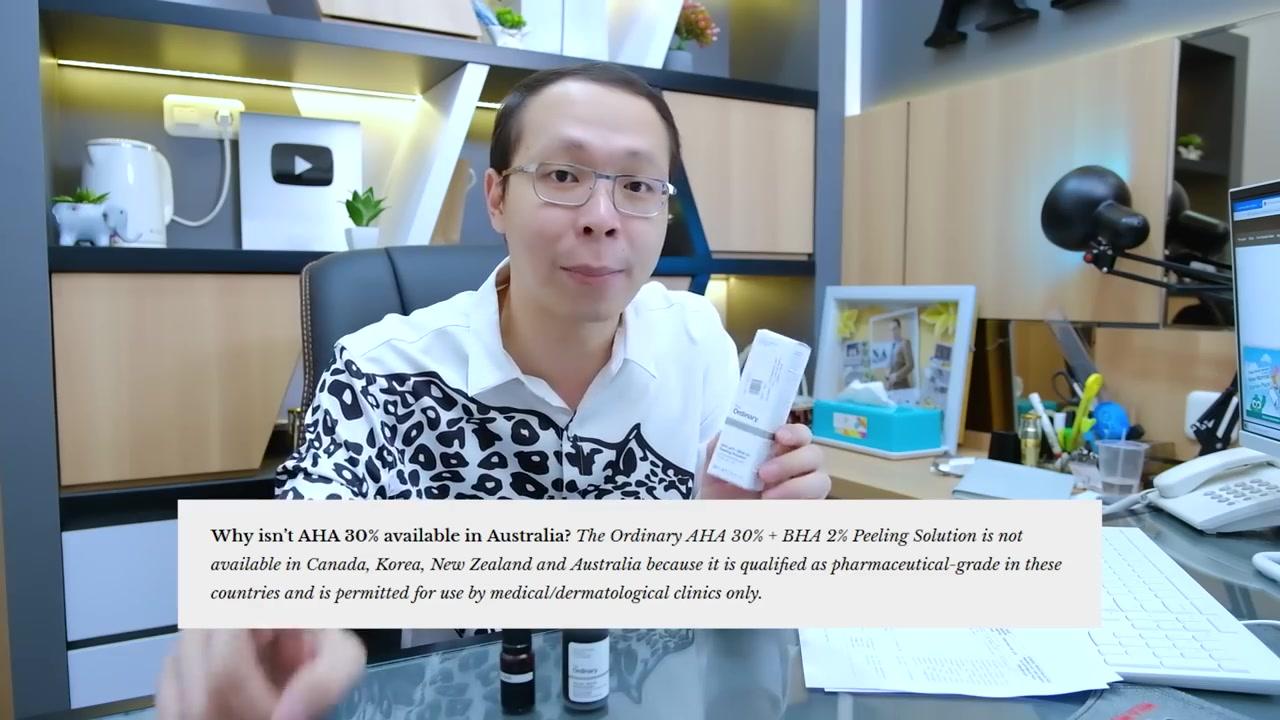 Ordinary.
Why isn't AHA 30% available in Australia? The Ordinary AHA 30% + BHA 2% Peeling Solution is not
available in Canada, Korea, New Zealand and Australia because it is qualified as pharmaceutical-grade in these
countries and is permitted for use by medical/dermatological clinics only.
Ordinary